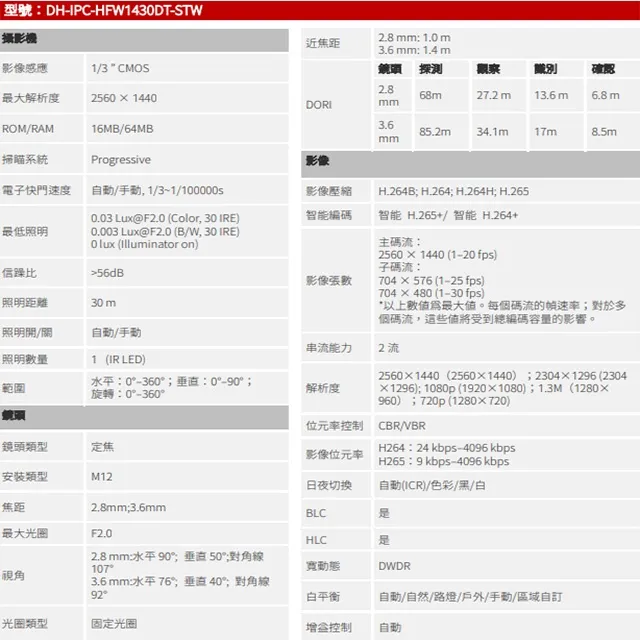 型號：DH-IPC-HFW1430DT-STW
攝影機
影像感應 1/3 " CMOS
最大解析度 2560 × 1440
ROM/RAM 16MB/64MB
掃瞄系統 Progressive
電子快門速度 自動/手動, 1/3~1/100000s
最低照明 0.03 Lux@F2.0 (Color, 30 IRE)
0.003 Lux@F2.0 (B/W, 30 IRE)
0 lux (Illuminator on)
信躁比 >56dB
照明距離 30 m
照明開/關 自動/手動
照明數量 1 (IR LED)
範圍 水平：0°–360°；垂直：0°–90°；
旋轉：0°–360°
鏡頭
鏡頭類型 定焦
安裝類型 M12
焦距 2.8mm;3.6mm
最大光圈 F2.0
視角 2.8 mm:水平 90°; 垂直 50°;對角線
107°
3.6 mm:水平 76°; 垂直 40°; 對角線
92°
光圈類型 固定光圈
近焦距 2.8 mm: 1.0 m
3.6 mm: 1.4 m
DORI
鏡頭 探測 觀察 識別 確認
2.8
mm 68m 27.2 m 13.6 m 6.8 m
3.6
mm 85.2m 34.1m 17m 8.5m
影像
影像壓縮 H.264B; H.264; H.264H; H.265
智能編碼 智能 H.265+/ 智能 H.264+
影像張數 主碼流：
2560 × 1440 (1–20 fps)
子碼流：
704 × 576 (1–25 fps)
704 × 480 (1–30 fps)
*以上數值爲最大值。每個碼流的幀速率；對於多
個碼流，這些值將受到總編碼容量的影響。
串流能力 2 流
解析度 2560×1440（2560×1440）；2304×1296 (2304
×1296); 1080p (1920×1080)；1.3M（1280×
960）；720p (1280×720)
位元率控制 CBR/VBR
影像位元率 H264：24 kbps–4096 kbps
H265：9 kbps–4096 kbps
日夜切換 自動(ICR)/色彩/黑/白
BLC 是
HLC 是
寬動態 DWDR
白平衡 自動/自然/路燈/戶外/手動/區域自訂
增益控制 自動